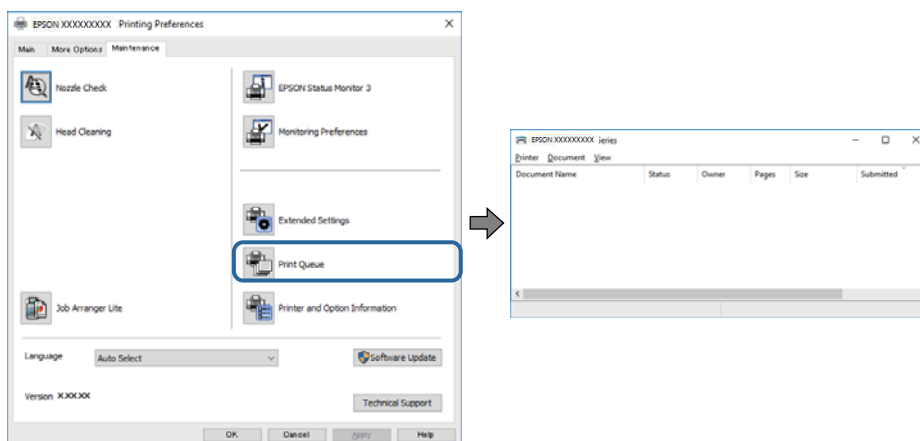 EPSON XXXXXXXXX Printing Preferences
Main More Options Maintenance
Nozzle Check
Head Cleaning
Job Arranger Lite
EPSON Status Monitor 3
Monitoring Preferences
Extended Settings
Print Queue
Printer and Option Information
Language Auto Select Software Update
Version X.XX.XX
Technical Support
OK Cancel Apply Help
EPSON XXXXXXXXX Series
Printer Document View
Document Name Status Owner Pages Size Submitted